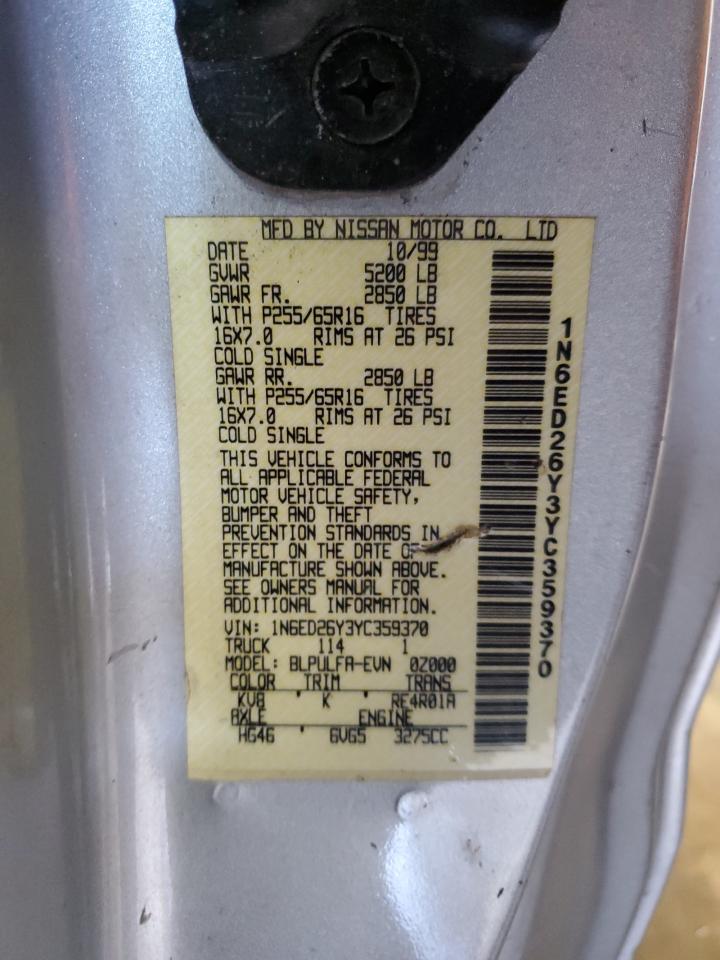 MFD BY NISSAN MOTOR CO. LTD
DATE 10/99
GVWR 5200 LB
GAWR FR. 2850 LB
WITH P255/65R16 TIRES
16X7.0 RIMS AT 26 PSI
COLD SINGLE
GAWR RR. 2850 LB
WITH P255/65R16 TIRES
16X7.0 RIMS AT 26 PSI
COLD SINGLE
THIS VEHICLE CONFORMS TO
ALL APPLICABLE FEDERAL
MOTOR VEHICLE SAFETY,
BUMPER AND THEFT
PREVENTION STANDARDS IN
EFFECT ON THE DATE OF
MANUFACTURE SHOWN ABOVE.
SEE OWNERS MANUAL FOR
ADDITIONAL INFORMATION.
VIN: 1N6ED26Y3YC359370
TRUCK 114 1
MODEL: BLPULFA-EVN 0Z000
COLOR TRIM TRANS
KV8 K RE4R01A
AXLE ENGINE
HG46 6VG5 3275CC
1N6ED26Y3YC359370